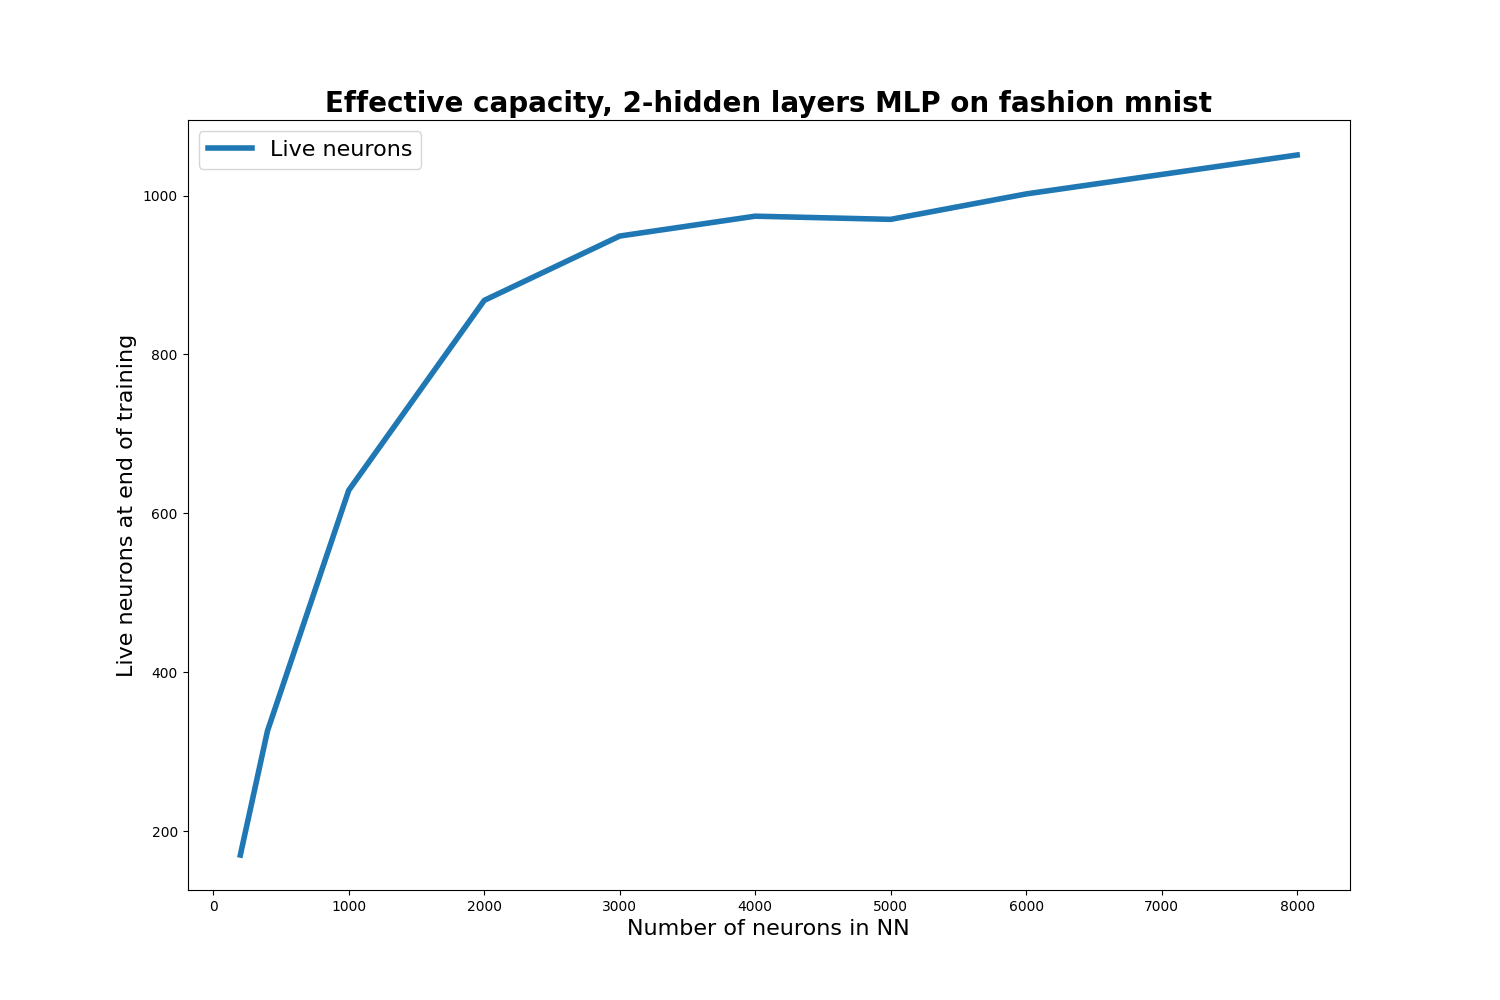 Effective capacity, 2-hidden layers MLP on fashion mnist
Live neurons
1000
800
600
400
200
Live neurons at end of training
0 1000 2000 3000 4000 5000 6000 7000 8000
Number of neurons in NN